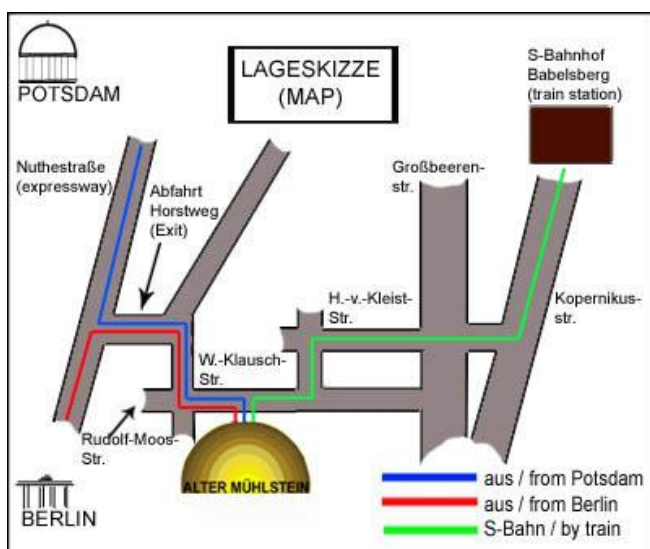 POTSDAM
LAGESKIZZE
(MAP)
S-Bahnhof
Babelsberg
(train station)
Nuthestraße
(expressway)
Abfahrt
Horstweg
(Exit)
Großbeeren-
str.
H.-v.-Kleist-
Str.
Kopernikus-
str.
W.-Klausch-
Str.
Rudolf-Moos-
Str.
ALTER MÜHLSTEIN
BERLIN
aus / from Potsdam
aus / from Berlin
S-Bahn / by train